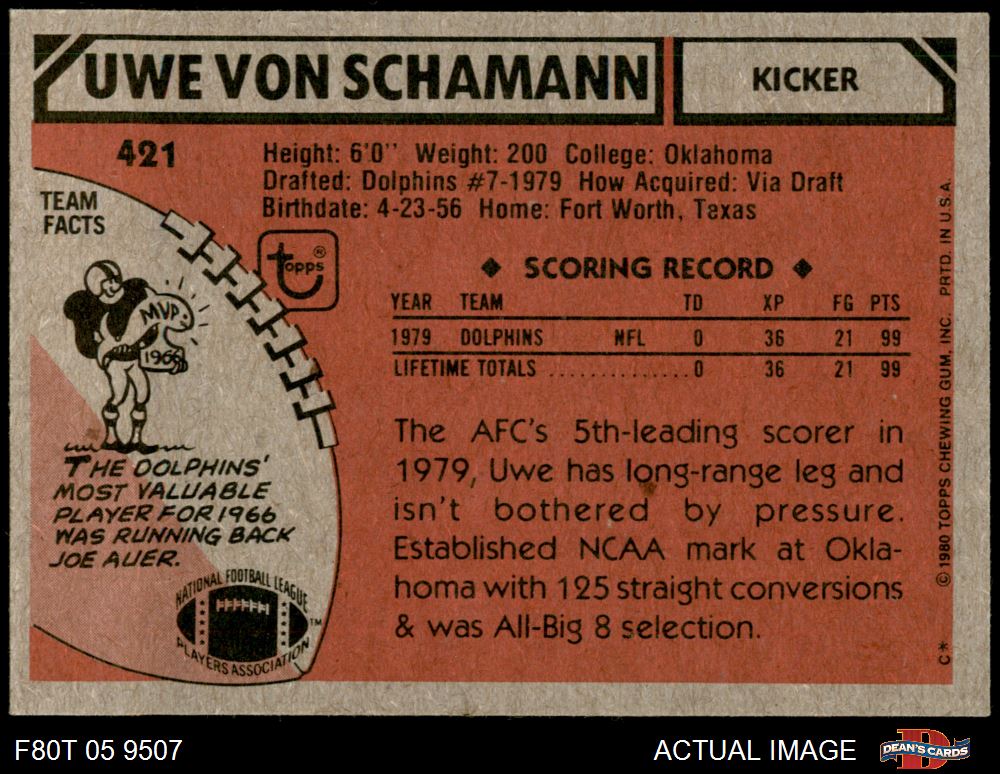 UWE VON SCHAMANN
KICKER
421
Height: 6'0" Weight: 200 College: Oklahoma
Drafted: Dolphins #7-1979 How Acquired: Via Draft
Birthdate: 4-23-56 Home: Fort Worth, Texas
TEAM
FACTS
topps®
MVP
1966
◆ SCORING RECORD ◆
YEAR TEAM TD XP FG PTS
1979 DOLPHINS NFL 0 36 21 99
LIFETIME TOTALS .............. 0 36 21 99
THE DOLPHINS'
MOST VALUABLE
PLAYER FOR 1966
WAS RUNNING BACK
JOE AUER.
The AFC's 5th-leading scorer in
1979, Uwe has long-range leg and
isn't bothered by pressure.
Established NCAA mark at Okla-
homa with 125 straight conversions
& was All-Big 8 selection.
NATIONAL FOOTBALL LEAGUE
PLAYERS ASSOCIATION
TM
C* © 1980 TOPPS CHEWING GUM, INC. PRTD. IN U.S.A.
F80T 05 9507
ACTUAL IMAGE
D
DEAN'S CARDS